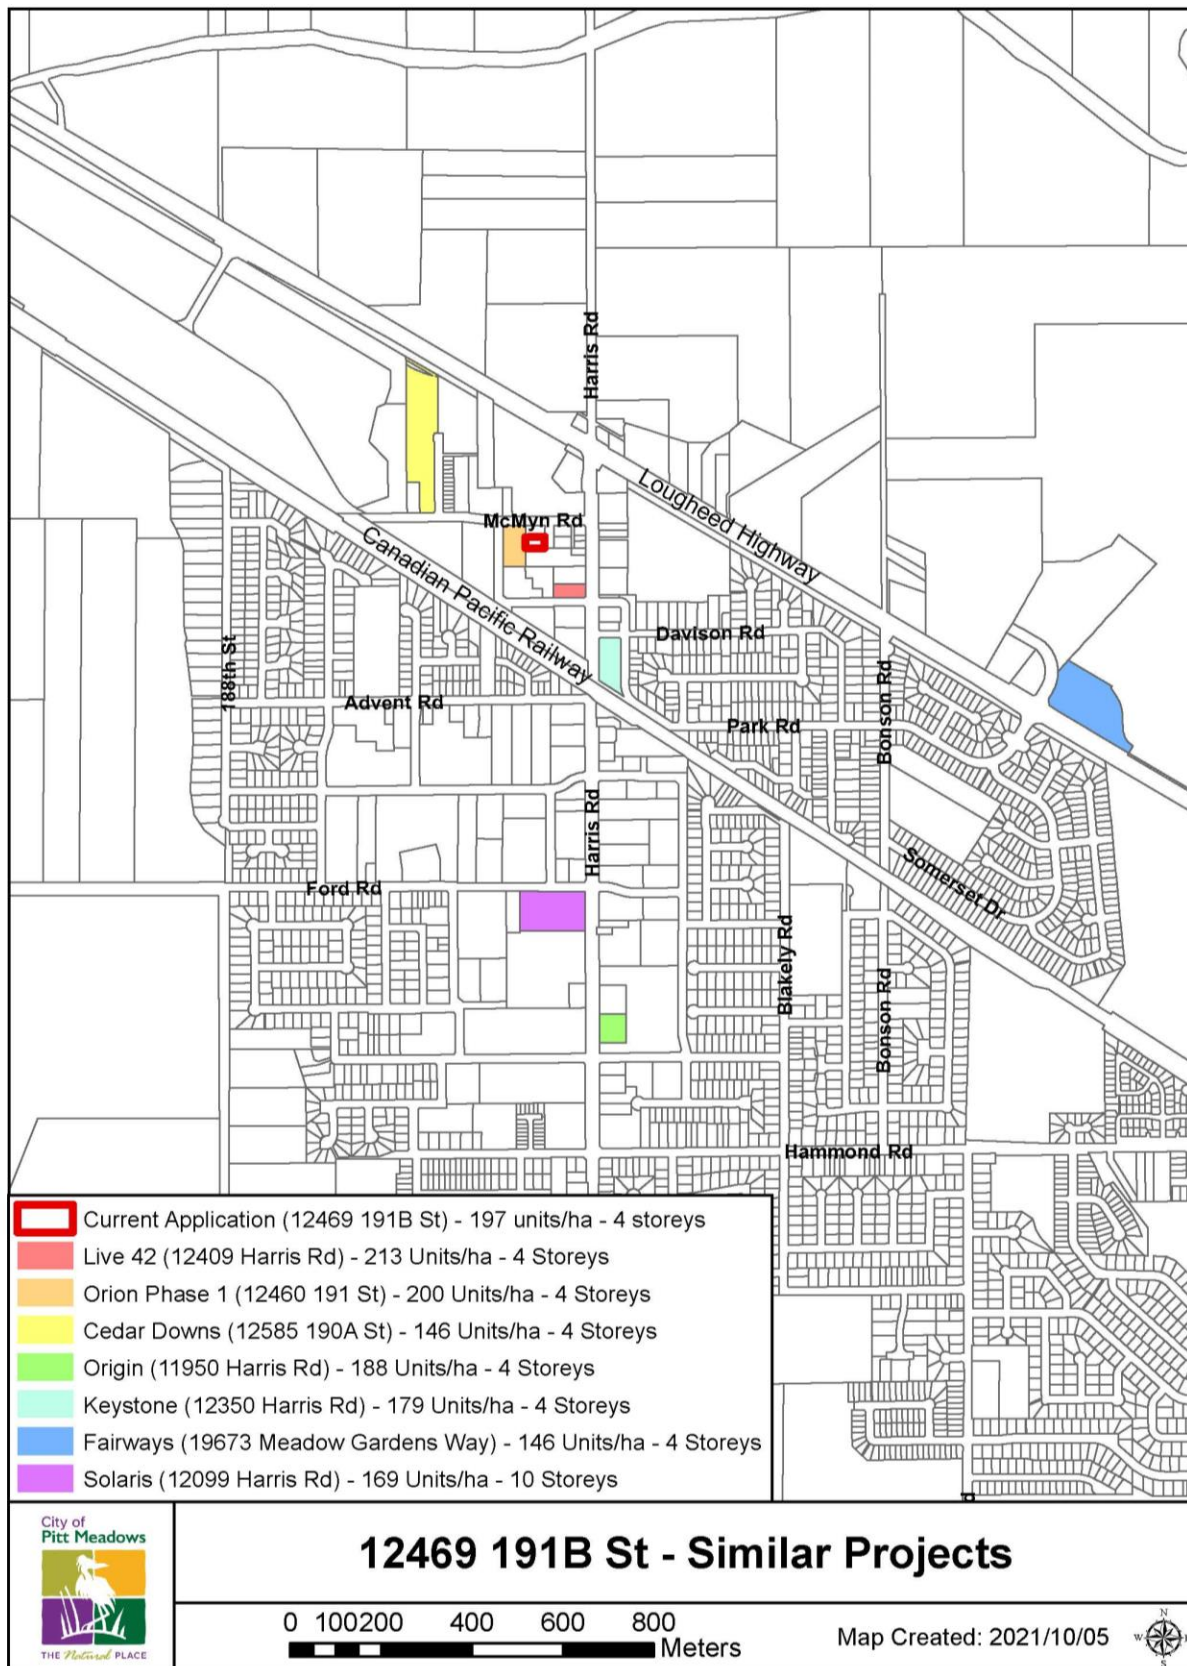 Harris Rd
Lougheed Highway
McMyn Rd
Canadian Pacific Railway
Davison Rd
188th St
Advent Rd
Park Rd
Bonson Rd
Harris Rd
Somerset Dr
Ford Rd
Blakely Rd
Bonson Rd
Hammond Rd
Current Application (12469 191B St) - 197 units/ha - 4 storeys
Live 42 (12409 Harris Rd) - 213 Units/ha - 4 Storeys
Orion Phase 1 (12460 191 St) - 200 Units/ha - 4 Storeys
Cedar Downs (12585 190A St) - 146 Units/ha - 4 Storeys
Origin (11950 Harris Rd) - 188 Units/ha - 4 Storeys
Keystone (12350 Harris Rd) - 179 Units/ha - 4 Storeys
Fairways (19673 Meadow Gardens Way) - 146 Units/ha - 4 Storeys
Solaris (12099 Harris Rd) - 169 Units/ha - 10 Storeys
City of
Pitt Meadows
THE Natural PLACE
12469 191B St - Similar Projects
0 100 200 400 600 800
Meters
Map Created: 2021/10/05
N
W E
S